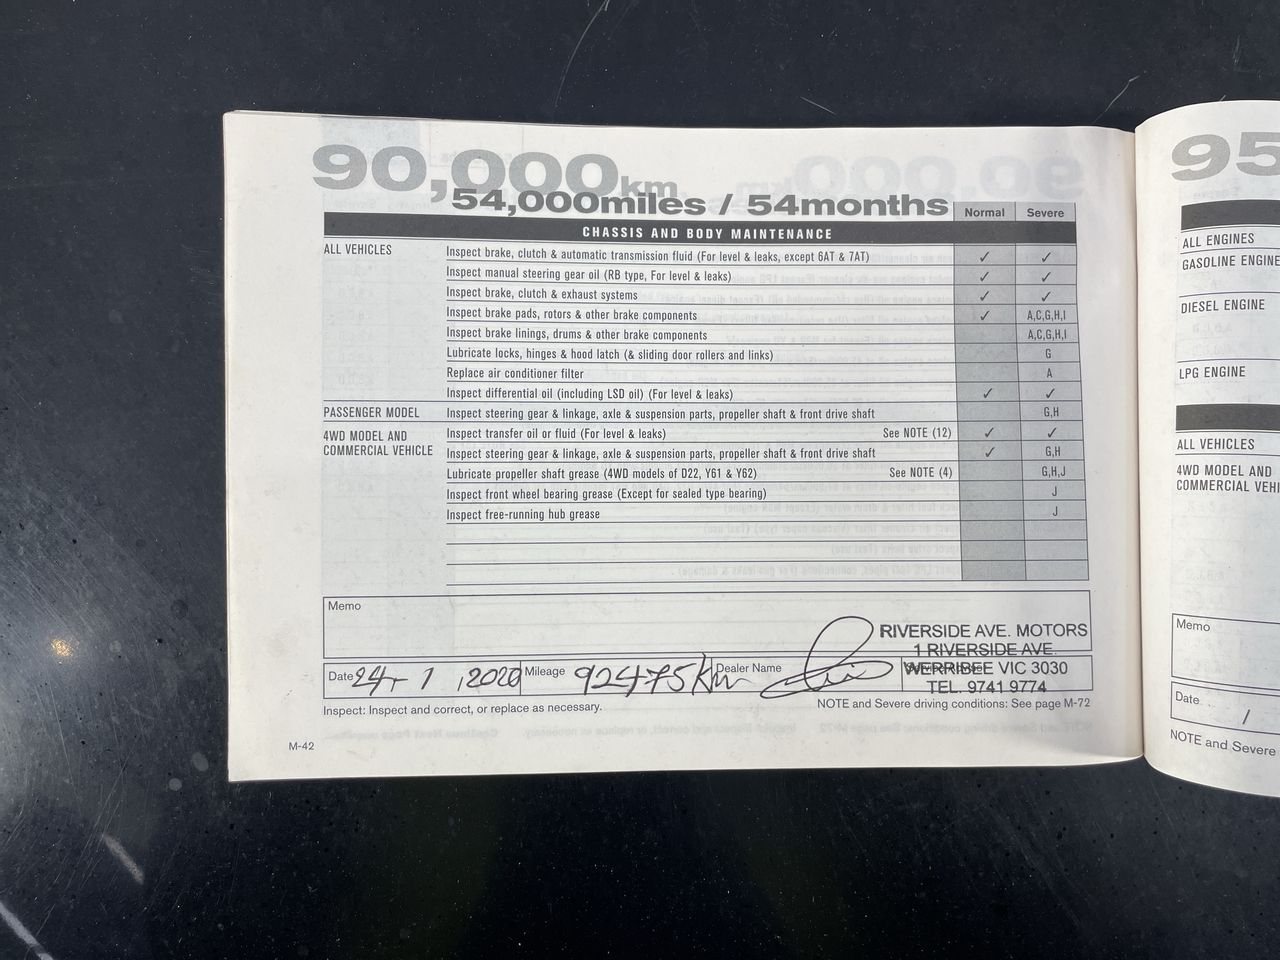 90,000km
54,000miles / 54months
Normal Severe
CHASSIS AND BODY MAINTENANCE
ALL VEHICLES Inspect brake, clutch & automatic transmission fluid (For level & leaks, except 6AT & 7AT) ✓ ✓
Inspect manual steering gear oil (RB type, For level & leaks) ✓ ✓
Inspect brake, clutch & exhaust systems ✓ ✓
Inspect brake pads, rotors & other brake components ✓ A,C,G,H,I
Inspect brake linings, drums & other brake components A,C,G,H,I
Lubricate locks, hinges & hood latch (& sliding door rollers and links) G
Replace air conditioner filter A
Inspect differential oil (including LSD oil) (For level & leaks) ✓ ✓
PASSENGER MODEL Inspect steering gear & linkage, axle & suspension parts, propeller shaft & front drive shaft G,H
4WD MODEL AND Inspect transfer oil or fluid (For level & leaks) See NOTE (12) ✓ ✓
COMMERCIAL VEHICLE Inspect steering gear & linkage, axle & suspension parts, propeller shaft & front drive shaft ✓ G,H
Lubricate propeller shaft grease (4WD models of D22, Y61 & Y62) See NOTE (4) G,H,J
Inspect front wheel bearing grease (Except for sealed type bearing) J
Inspect free-running hub grease J
Memo
RIVERSIDE AVE. MOTORS
1 RIVERSIDE AVE.
WERRIBEE VIC 3030
TEL. 9741 9774
Date 24 1 , 2020 Mileage 92475km Dealer Name
Inspect: Inspect and correct, or replace as necessary. NOTE and Severe driving conditions: See page M-72
M-42
95
ALL ENGINES
GASOLINE ENGINE
DIESEL ENGINE
LPG ENGINE
ALL VEHICLES
4WD MODEL AND
COMMERCIAL VEHI
Memo
Date /
NOTE and Severe